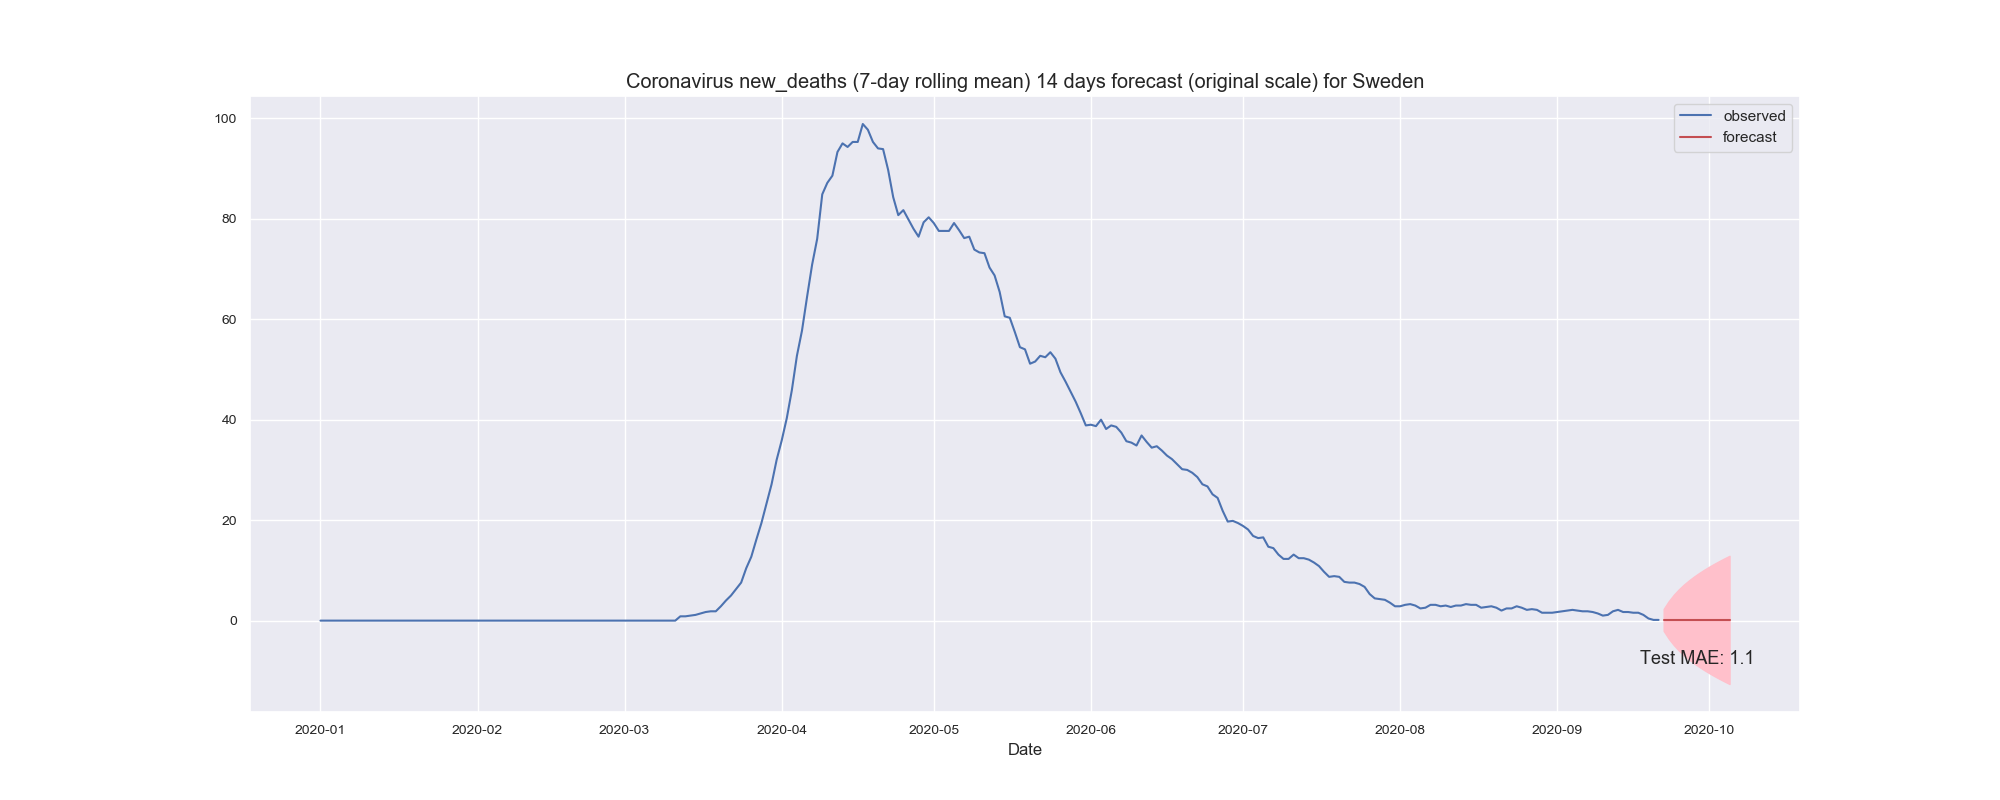 Coronavirus new_deaths (7-day rolling mean) 14 days forecast (original scale) for Sweden
observed
forecast
100
80
60
40
20
0
Test MAE: 1.1
2020-01 2020-02 2020-03 2020-04 2020-05 2020-06 2020-07 2020-08 2020-09 2020-10
Date